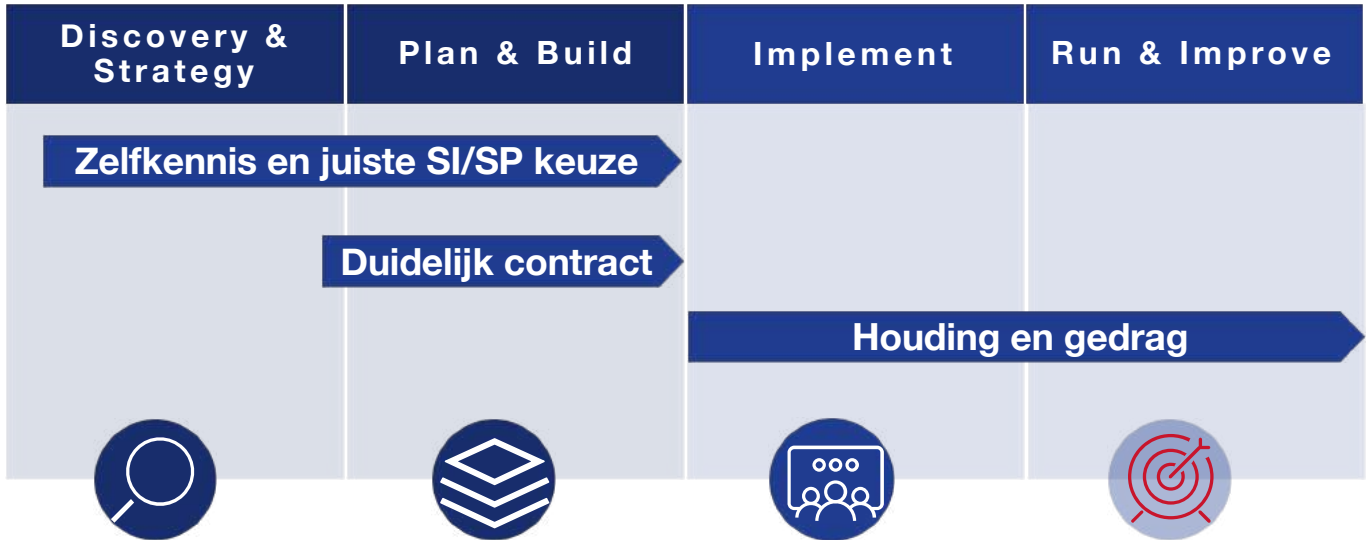 Discovery &
Strategy
Plan & Build
Implement
Run & Improve
Zelfkennis en juiste SI/SP keuze
Duidelijk contract
Houding en gedrag